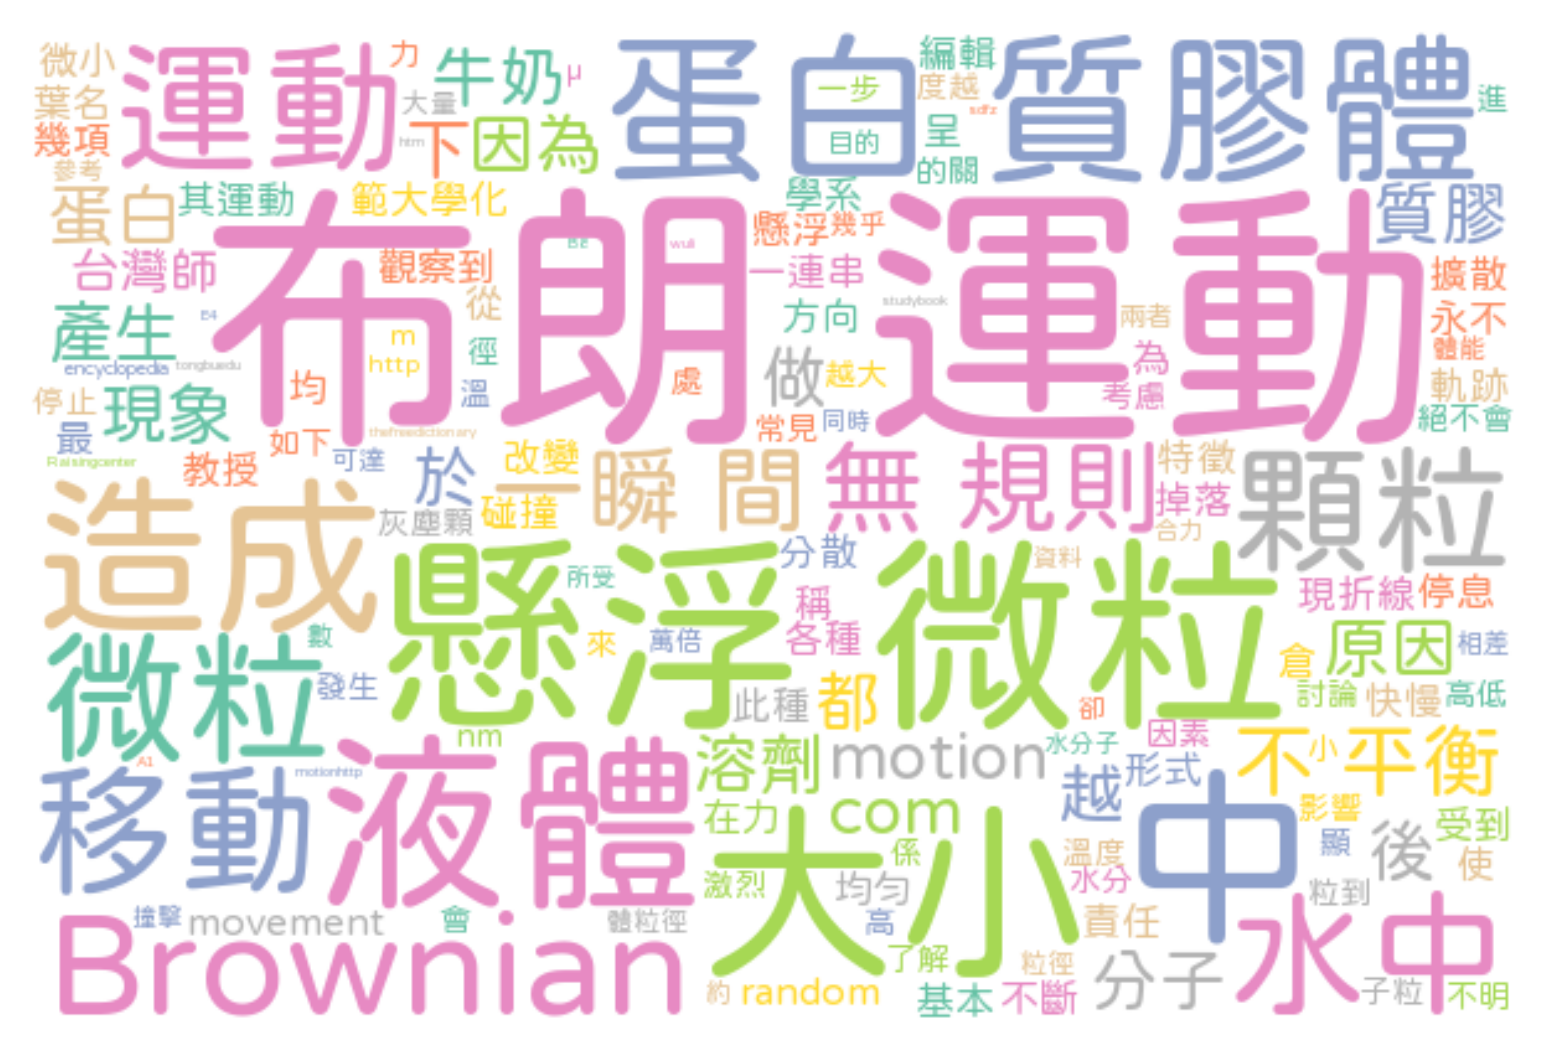 微小
運動
力
牛奶
μ
蛋白質膠體
編輯
葉名
大量
一步
度越
進
幾項
htm
下
因為
目的
sdfz
呈
參考
的關
蛋白
其運動
範大學化
學系
質膠
布朗運動
懸浮
幾乎
Be
wuli
台灣師
觀察到
一連串
擴散
從
studybook
產生
B4
方向
兩者
永不
m
徑
為
體能
encyclopedia
tongbuedu
http
做
越大
均
溫
處
考慮
軌跡
停止
現象
常見
同時
絕不會
最
如下
thefreedictionary
Raisingcenter
教授
可達
於
改變
一瞬間
無規則
特徵
顆粒
造成
灰塵顆
碰撞
掉落
合力
懸浮微粒
分散
資料
所受
稱
現折線
停息
微粒
數
來
萬倍
各種
倉
原因
相差
發生
此種
都
卻
討論
快慢
高低
nm
溶劑
motion
水分子
因素
不平衡
小
A1
motionhttp
移動
液體
越
形式
com
中
在力
大小
影響
受到
係
溫度
顯
後
使
激烈
均勻
水分
粒到
撞擊
movement
會
體粒徑
高
責任
水中
Brownian
了解
粒徑
分子
約
random
基本
不斷
子粒
不明